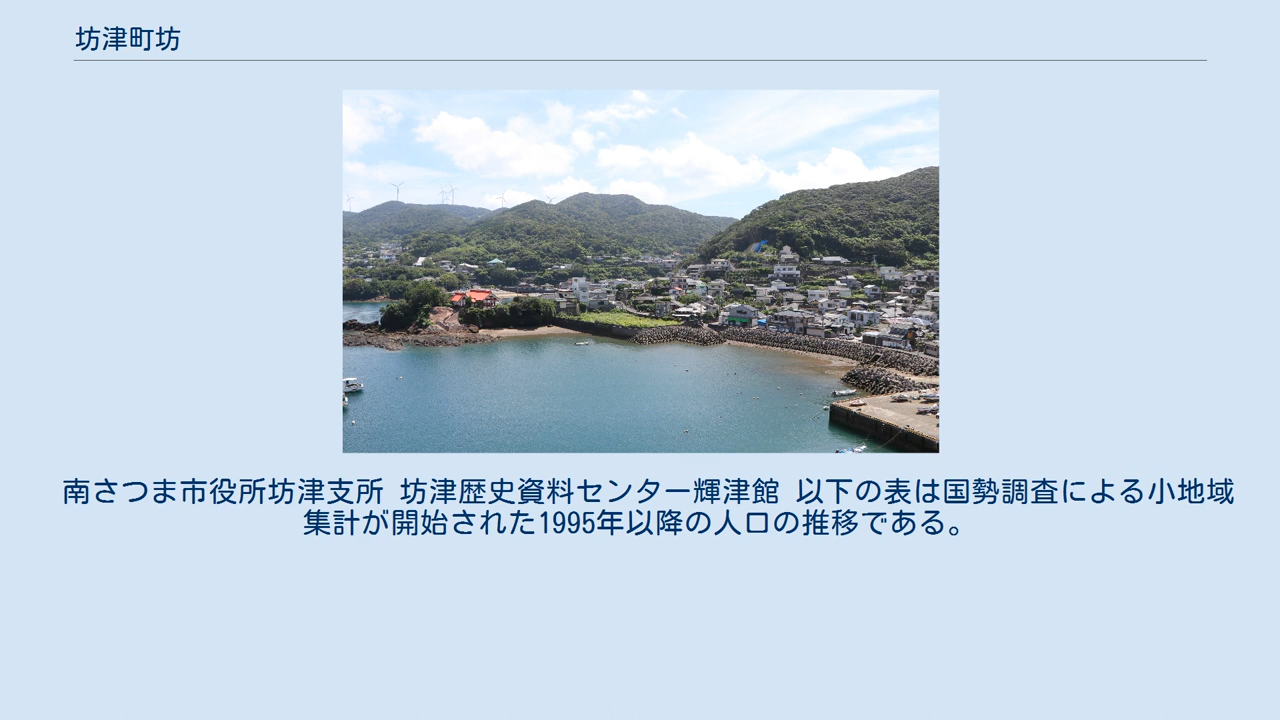 坊津町坊
南さつま市役所坊津支所 坊津歴史資料センター輝津館 以下の表は国勢調査による小地域
集計が開始された1995年以降の人口の推移である。